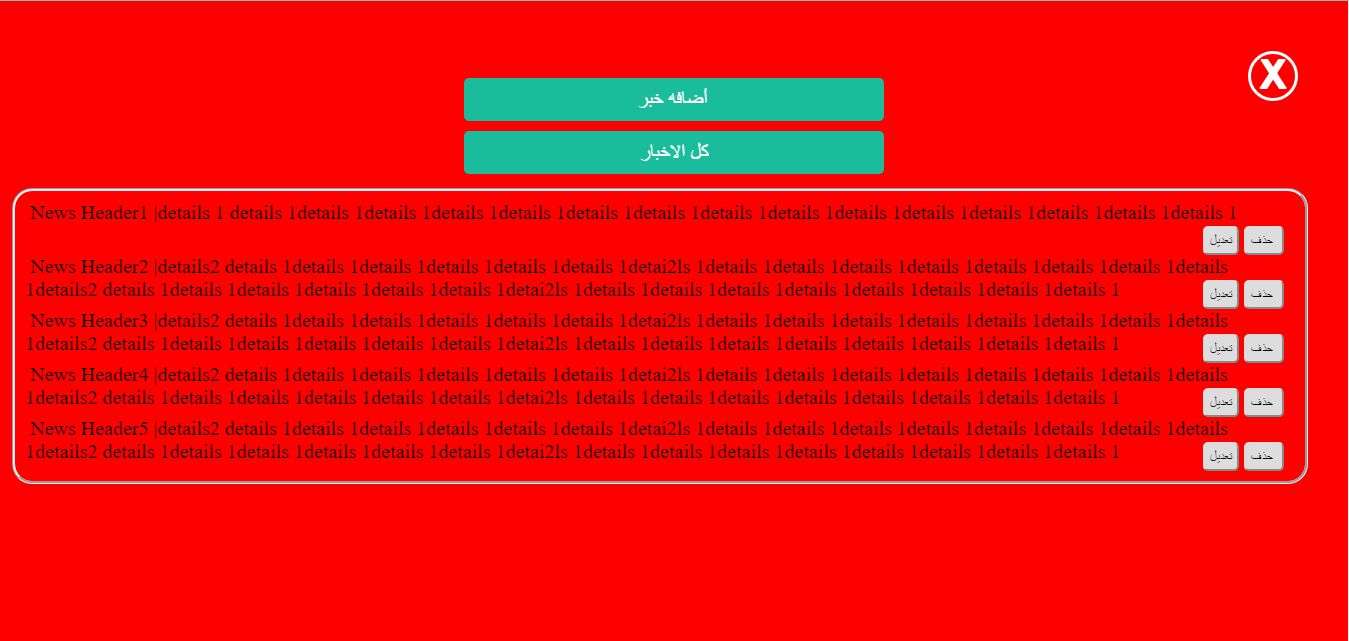 X
أضافه خبر
كل الاخبار
News Header1 |details 1 details 1details 1details 1details 1details 1details 1details 1details 1details 1details 1details 1details 1details 1details 1details 1
تعديل حذف
News Header2 |details2 details 1details 1details 1details 1details 1details 1detai2ls 1details 1details 1details 1details 1details 1details 1details 1details
1details2 details 1details 1details 1details 1details 1details 1detai2ls 1details 1details 1details 1details 1details 1details 1details 1details 1
تعديل حذف
News Header3 |details2 details 1details 1details 1details 1details 1details 1detai2ls 1details 1details 1details 1details 1details 1details 1details 1details
1details2 details 1details 1details 1details 1details 1details 1detai2ls 1details 1details 1details 1details 1details 1details 1details 1details 1
تعديل حذف
News Header4 |details2 details 1details 1details 1details 1details 1details 1detai2ls 1details 1details 1details 1details 1details 1details 1details 1details
1details2 details 1details 1details 1details 1details 1details 1detai2ls 1details 1details 1details 1details 1details 1details 1details 1details 1
تعديل حذف
News Header5 |details2 details 1details 1details 1details 1details 1details 1detai2ls 1details 1details 1details 1details 1details 1details 1details 1details
1details2 details 1details 1details 1details 1details 1details 1detai2ls 1details 1details 1details 1details 1details 1details 1details 1details 1
تعديل حذف